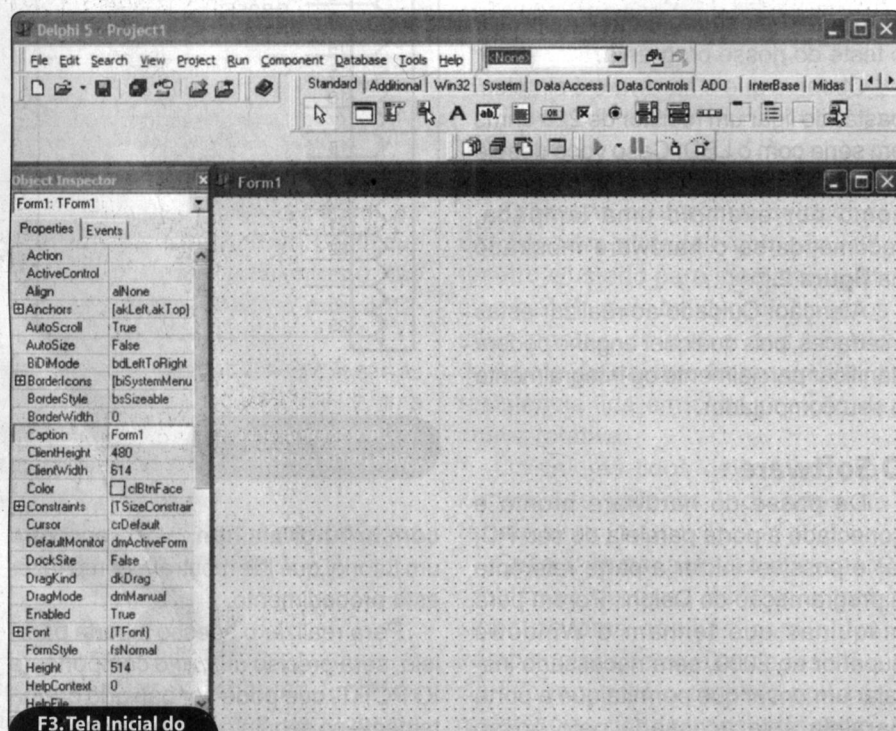 Delphi 5 - Project1
File Edit Search View Project Run Component Database Tools Help <None>
Standard Additional Win32 System Data Access Data Controls ADO InterBase Midas
Object Inspector
Form1: TForm1
Properties Events
Action
ActiveControl
Align alNone
Anchors [akLeft,akTop]
AutoScroll True
AutoSize False
BiDiMode bdLeftToRight
BorderIcons [biSystemMenu
BorderStyle bsSizeable
BorderWidth 0
Caption Form1
ClientHeight 480
ClientWidth 614
Color clBtnFace
Constraints (TSizeConstrair
Cursor crDefault
DefaultMonitor dmActiveForm
DockSite False
DragKind dkDrag
DragMode dmManual
Enabled True
Font (TFont)
FormStyle fsNormal
Height 514
HelpContext 0
HelpFile
Form1
F3. Tela Inicial do